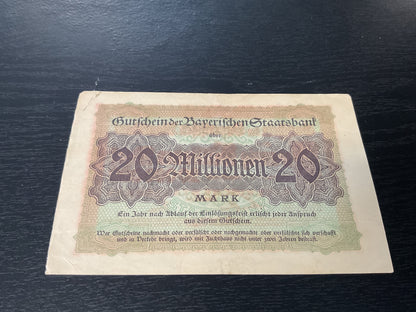 Gutschein der Bayerischen Staatsbank
über
20 Millionen 20
MARK
Ein Jahr nach Ablauf der Einlösungsfrist erlischt jeder Anspruch
aus diesem Gutschein.
Wer Gutscheine nachmacht oder verfälscht oder nachgemachte oder verfälschte sich verschafft
und in Verkehr bringt, wird mit Zuchthaus nicht unter zwei Jahren bestraft.